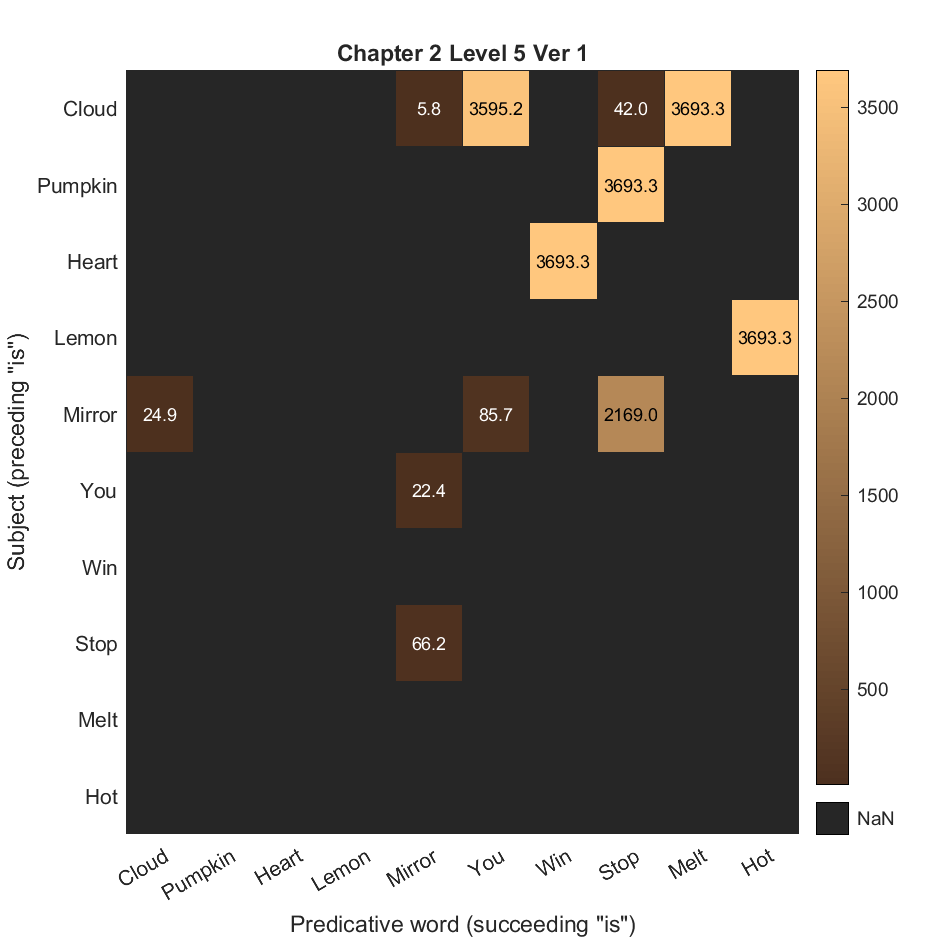 Chapter 2 Level 5 Ver 1
Subject (preceding "is")
Cloud 5.8 3595.2 42.0 3693.3
Pumpkin 3693.3
Heart 3693.3
Lemon 3693.3
Mirror 24.9 85.7 2169.0
You 22.4
Win
Stop 66.2
Melt
Hot
Cloud Pumpkin Heart Lemon Mirror You Win Stop Melt Hot
Predicative word (succeeding "is")
3500
3000
2500
2000
1500
1000
500
NaN